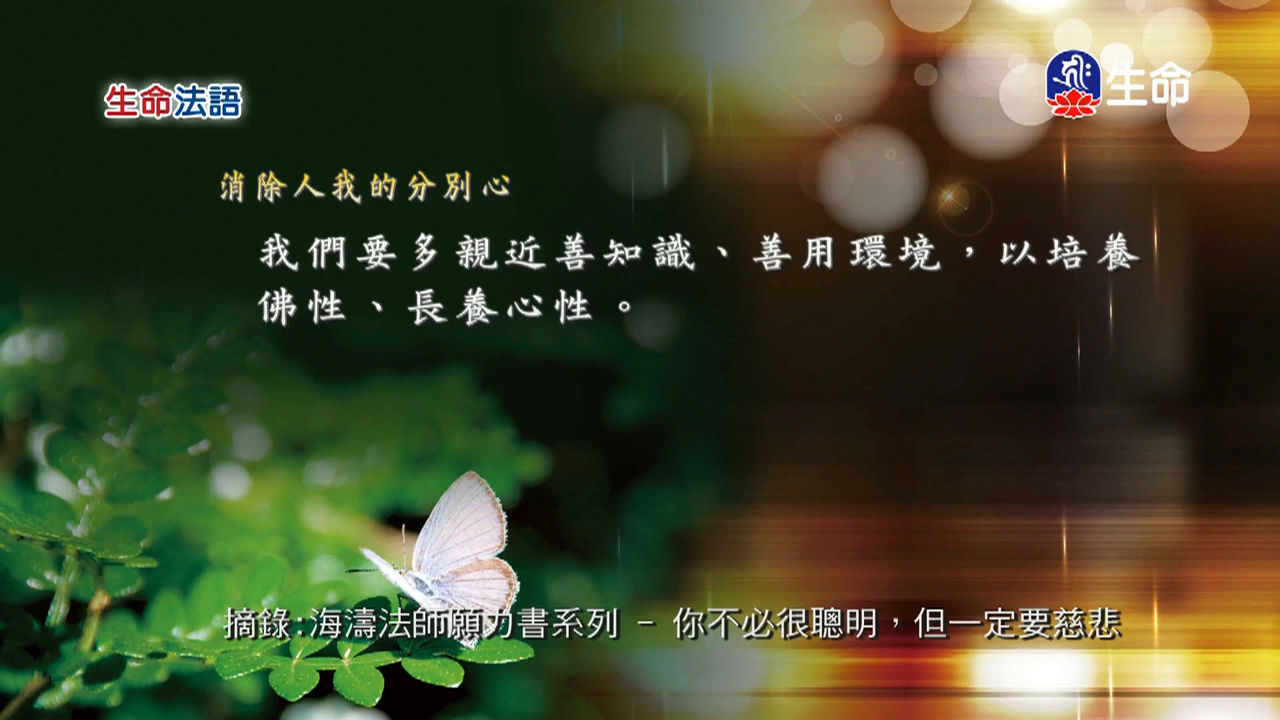 生命法語
生命
消除人我的分別心
我們要多親近善知識、善用環境，以培養
佛性、長養心性。
摘錄:海濤法師願力書系列 - 你不必很聰明，但一定要慈悲